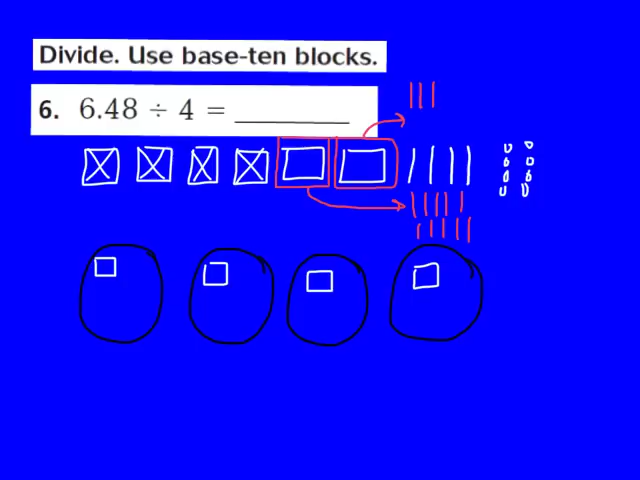 Divide. Use base-ten blocks.
6. 6.48 ÷ 4 = ________